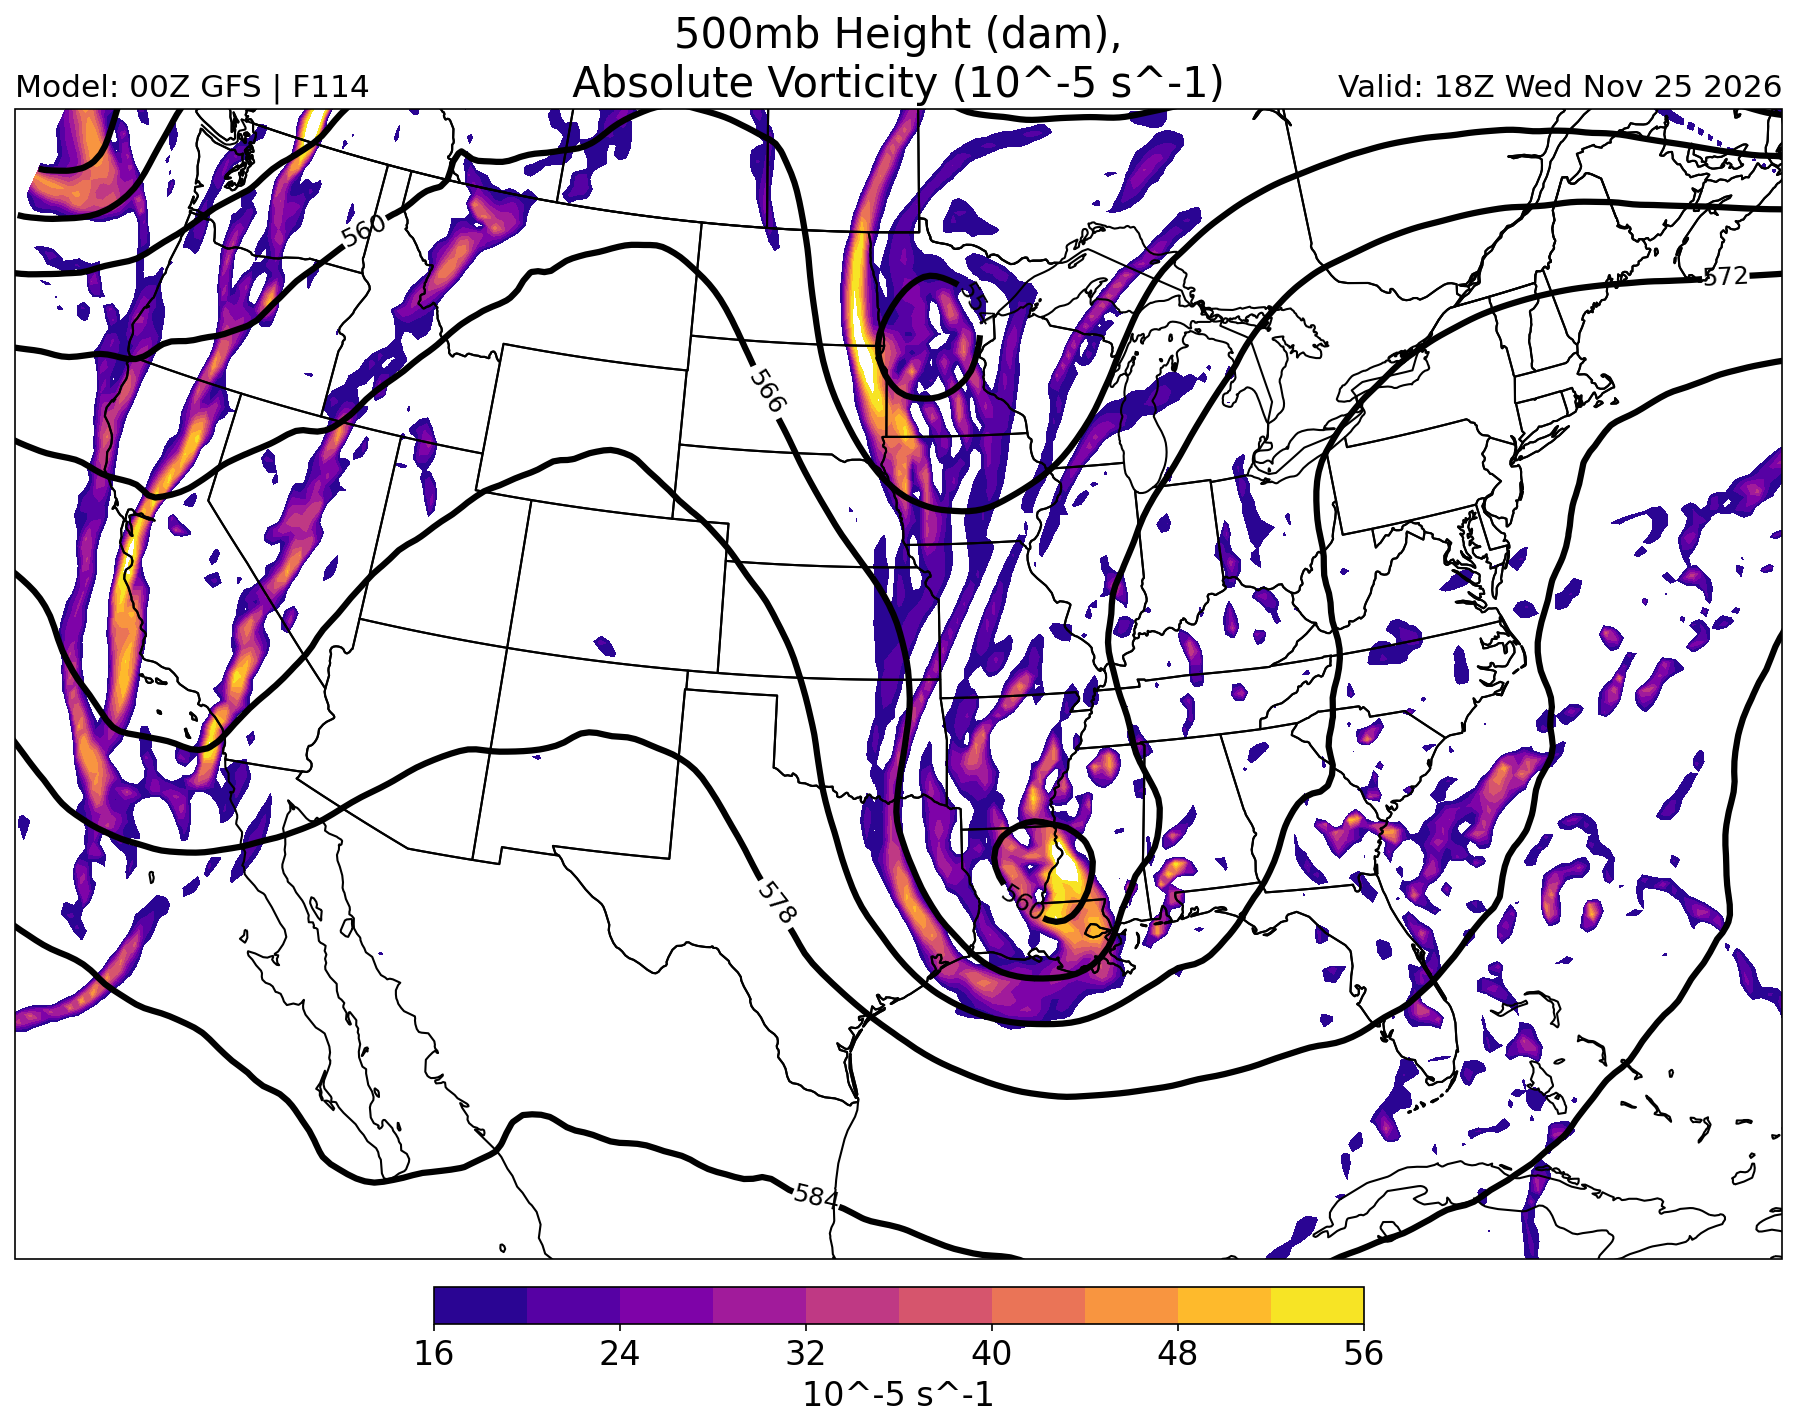 500mb Height (dam),
Model: 00Z GFS | F114
Absolute Vorticity (10^-5 s^-1)
Valid: 18Z Wed Nov 25 2026
560
572
566
560
578
584
16
24
32
40
48
56
10^-5 s^-1